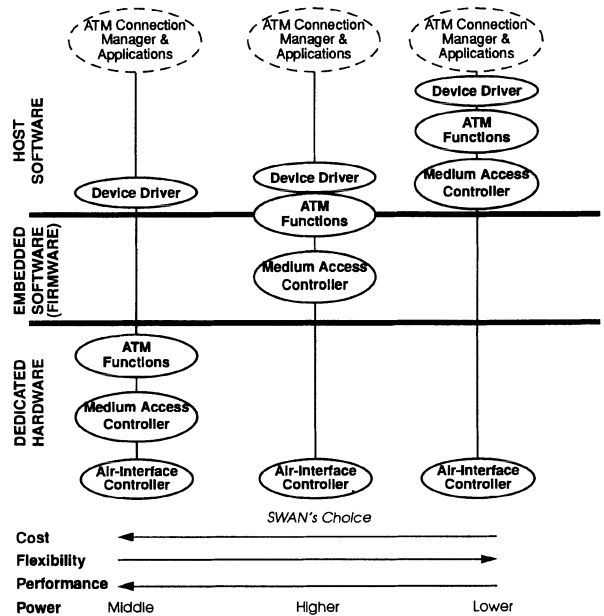 ATM Connection
Manager &
Applications
ATM Connection
Manager &
Applications
ATM Connection
Manager &
Applications
HOST
SOFTWARE
Device Driver
ATM
Functions
Medium Access
Controller
Device Driver
Device Driver
ATM
Functions
EMBEDDED
SOFTWARE
(FIRMWARE)
Medium Access
Controller
DEDICATED
HARDWARE
ATM
Functions
Medium Access
Controller
Air-Interface
Controller
Air-Interface
Controller
Air-Interface
Controller
SWAN's Choice
Cost
Flexibility
Performance
Power Middle Higher Lower